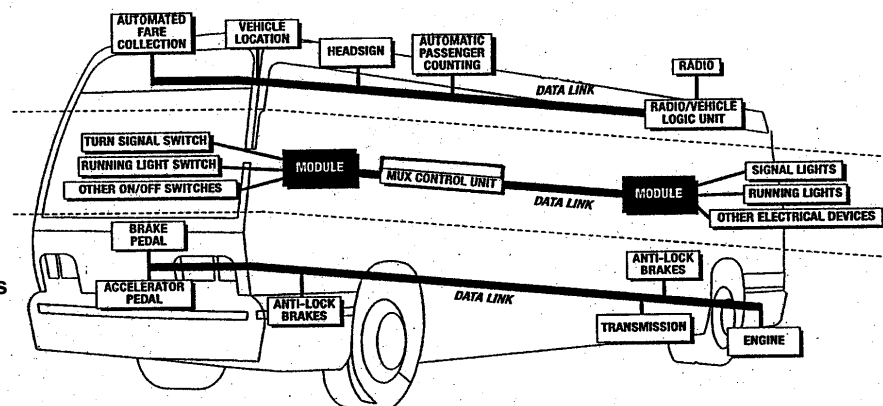 AUTOMATED
FARE
COLLECTION
VEHICLE
LOCATION
HEADSIGN
AUTOMATIC
PASSENGER
COUNTING
DATA LINK
RADIO
RADIO/VEHICLE
LOGIC UNIT
TURN SIGNAL SWITCH
RUNNING LIGHT SWITCH
OTHER ON/OFF SWITCHES
MODULE
MUX CONTROL UNIT
DATA LINK
MODULE
SIGNAL LIGHTS
RUNNING LIGHTS
OTHER ELECTRICAL DEVICES
BRAKE
PEDAL
S
ACCELERATOR
PEDAL
ANTI-LOCK
BRAKES
DATA LINK
ANTI-LOCK
BRAKES
TRANSMISSION
ENGINE